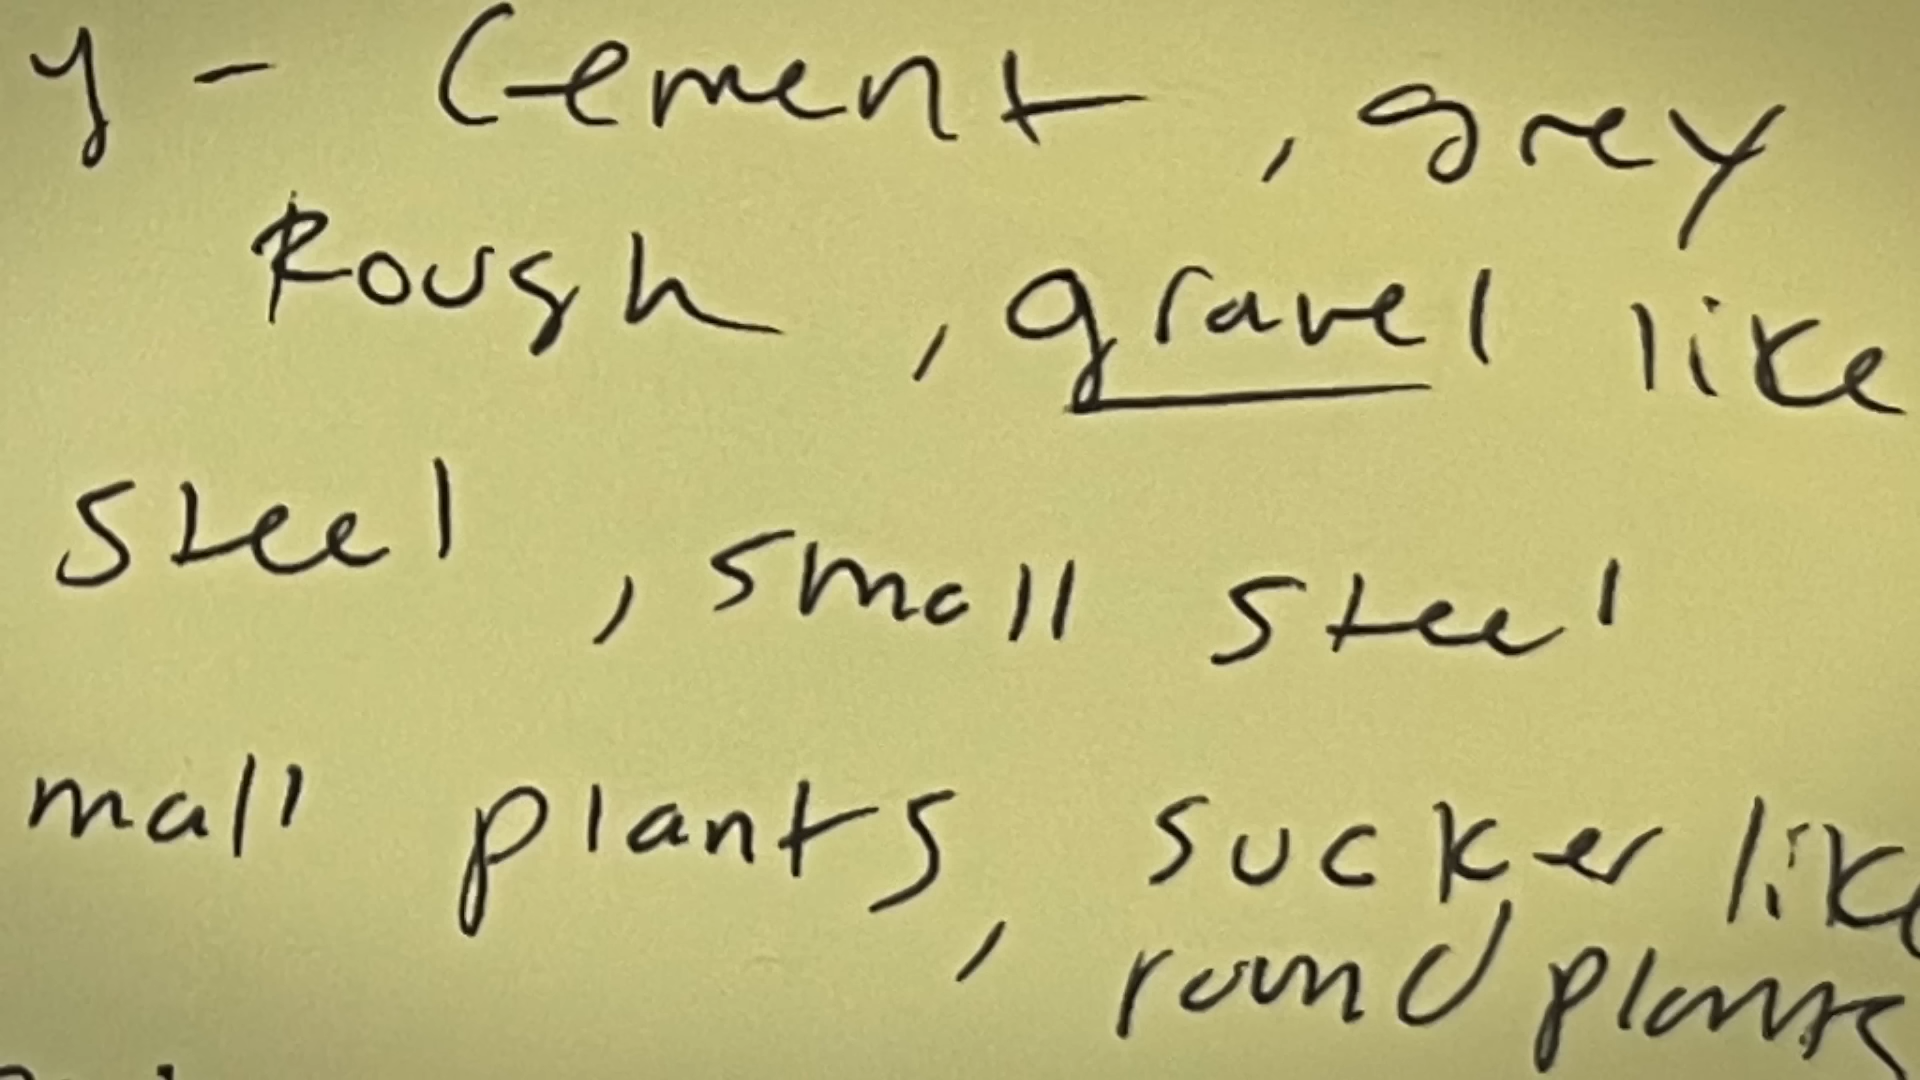 y - Cement, grey
Rough, gravel like
steel, small steel
mall plants, sucker like
round plants